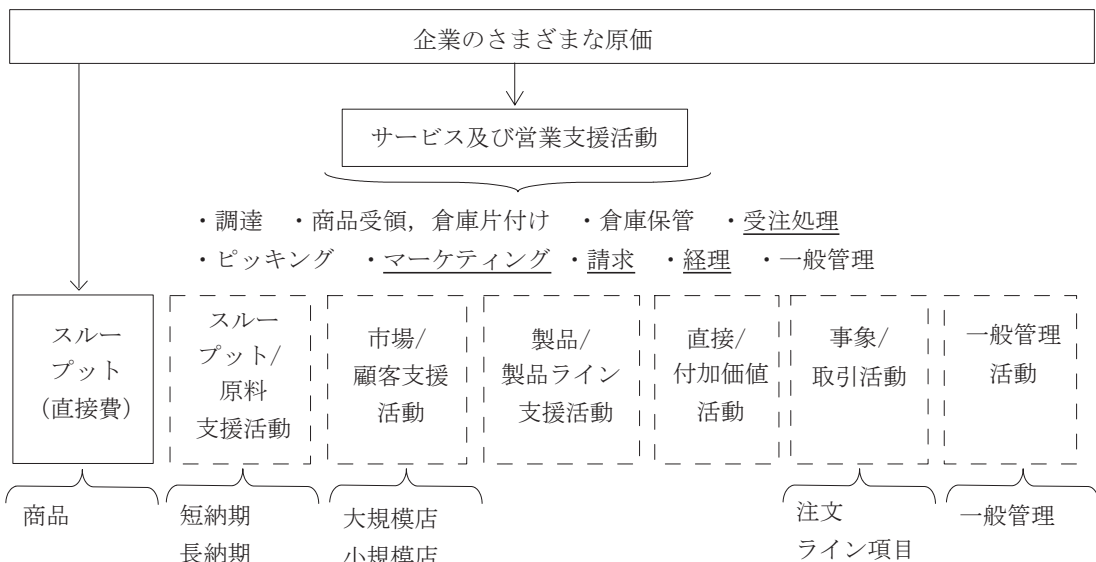 企業のさまざまな原価
サービス及び営業支援活動
・調達 ・商品受領，倉庫片付け ・倉庫保管 ・受注処理
・ピッキング ・マーケティング ・請求 ・経理 ・一般管理
スルー
プット
（直接費）
スルー
プット/
原料
支援活動
市場/
顧客支援
活動
製品/
製品ライン
支援活動
直接/
付加価値
活動
事象/
取引活動
一般管理
活動
商品
短納期
長納期
大規模店
小規模店
注文
ライン項目
一般管理